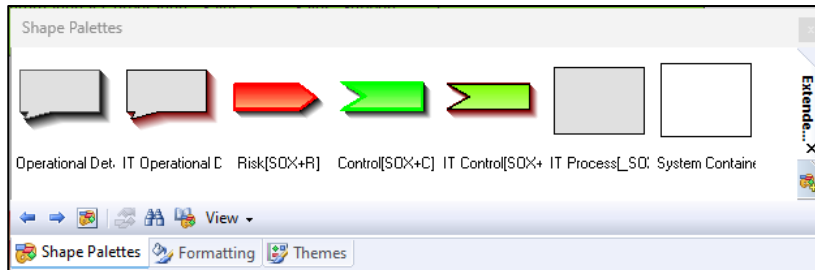 Shape Palettes
Operational Det. IT Operational D Risk[SOX+R] Control[SOX+C] IT Control[SOX+ IT Process[_SO: System Containe
Extende...
View
Shape Palettes Formatting Themes